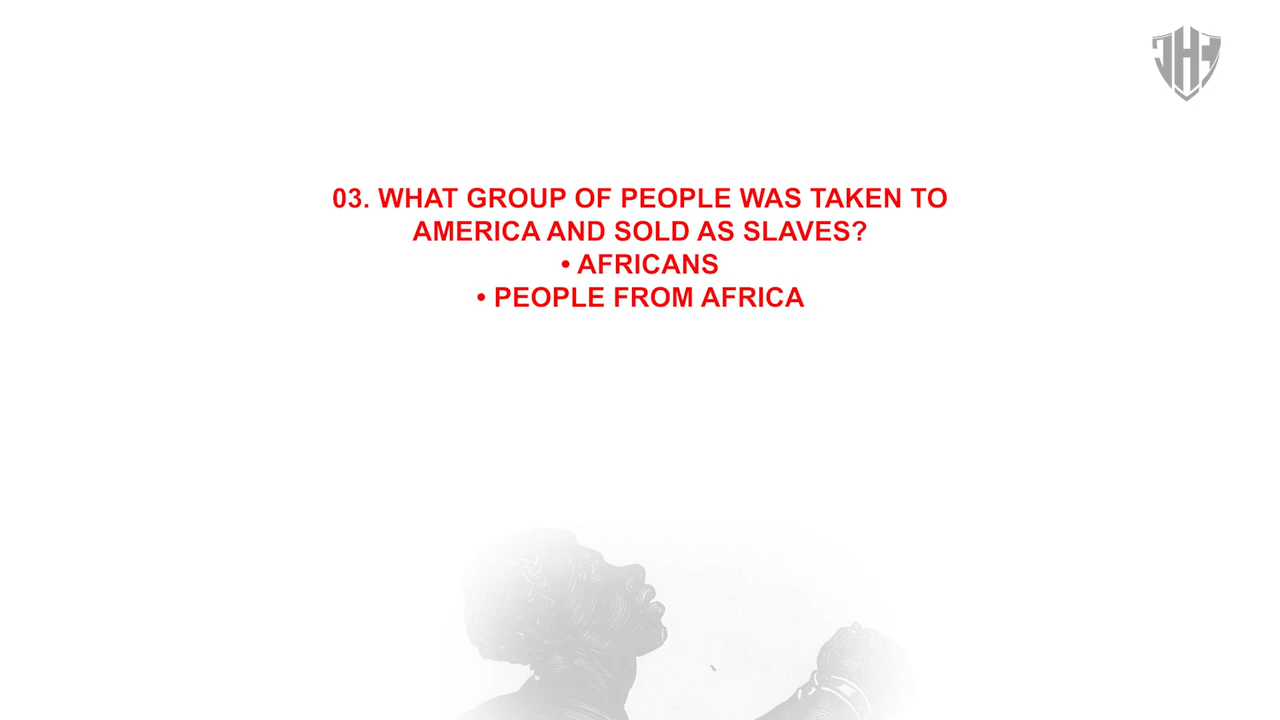 03. WHAT GROUP OF PEOPLE WAS TAKEN TO
AMERICA AND SOLD AS SLAVES?
• AFRICANS
• PEOPLE FROM AFRICA